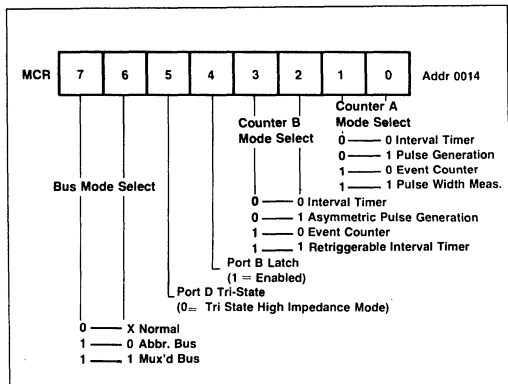 MCR 7 6 5 4 3 2 1 0 Addr 0014
Counter A
Mode Select
Counter B
Mode Select
0 0 Interval Timer
0 1 Pulse Generation
1 0 Event Counter
1 1 Pulse Width Meas.
Bus Mode Select
0 0 Interval Timer
0 1 Asymmetric Pulse Generation
1 0 Event Counter
1 1 Retriggerable Interval Timer
Port B Latch
(1 = Enabled)
Port D Tri-State
(0= Tri State High Impedance Mode)
0 X Normal
1 0 Abbr. Bus
1 1 Mux'd Bus